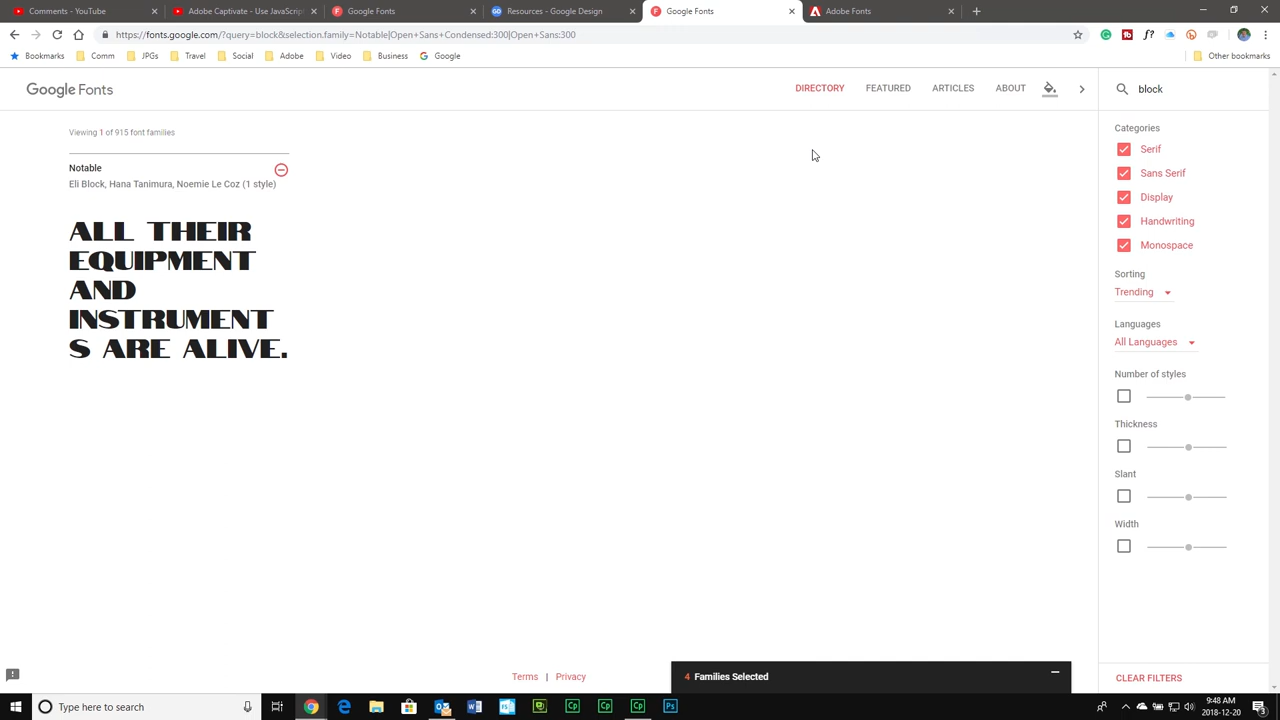 Comments - YouTube
Adobe Captivate - Use JavaScript
Google Fonts
Resources - Google Design
Google Fonts
Adobe Fonts
https://fonts.google.com/?query=block&selection.family=Notable|Open+Sans+Condensed:300|Open+Sans:300
Bookmarks
Comm
JPGs
Travel
Social
Adobe
Video
Business
Google
Other bookmarks
Google Fonts
DIRECTORY
FEATURED
ARTICLES
ABOUT
block
Viewing 1 of 915 font families
Notable
Eli Block, Hana Tanimura, Noemie Le Coz (1 style)
ALL THEIR
EQUIPMENT
AND
INSTRUMENT
S ARE ALIVE.
Categories
Serif
Sans Serif
Display
Handwriting
Monospace
Sorting
Trending
Languages
All Languages
Number of styles
Thickness
Slant
Width
CLEAR FILTERS
Terms | Privacy
4 Families Selected
Type here to search
9:48 AM
2018-12-20